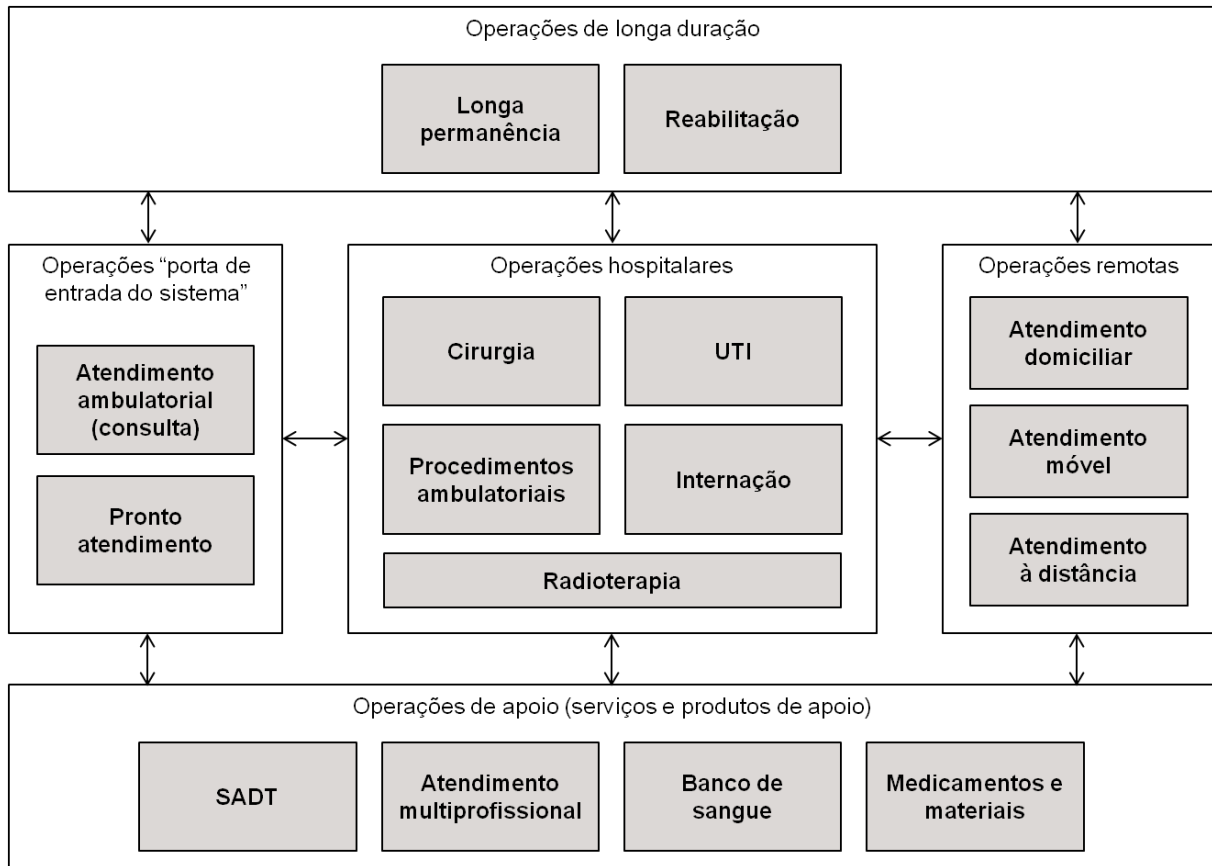 Operações de longa duração
Longa
permanência
Reabilitação
Operações “porta de
entrada do sistema”
Atendimento
ambulatorial
(consulta)
Pronto
atendimento
Operações hospitalares
Cirurgia
UTI
Procedimentos
ambulatoriais
Internação
Radioterapia
Operações remotas
Atendimento
domiciliar
Atendimento
móvel
Atendimento
à distância
Operações de apoio (serviços e produtos de apoio)
SADT
Atendimento
multiprofissional
Banco de
sangue
Medicamentos e
materiais